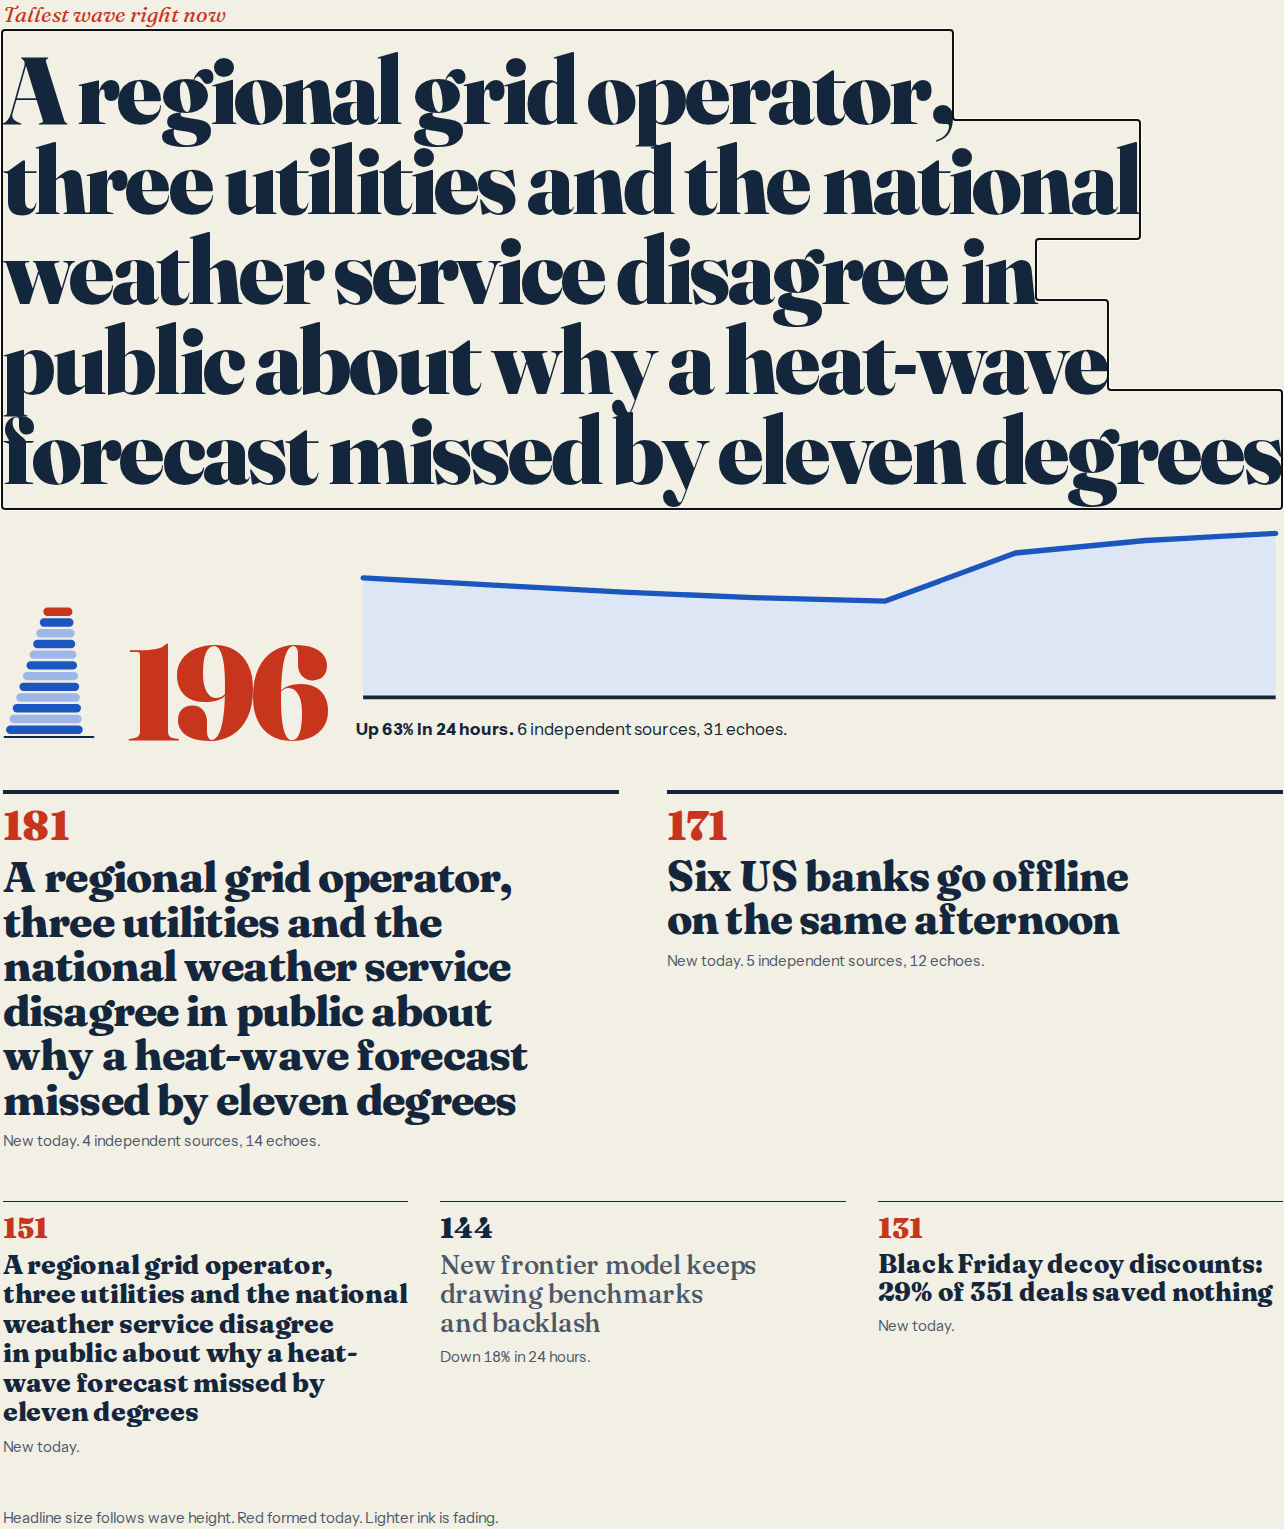 Tallest wave right now
A regional grid operator,
three utilities and the national
weather service disagree in
public about why a heat-wave
forecast missed by eleven degrees
196
Up 63% in 24 hours. 6 independent sources, 31 echoes.
181
A regional grid operator,
three utilities and the
national weather service
disagree in public about
why a heat-wave forecast
missed by eleven degrees
New today. 4 independent sources, 14 echoes.
171
Six US banks go offline
on the same afternoon
New today. 5 independent sources, 12 echoes.
151
A regional grid operator,
three utilities and the national
weather service disagree
in public about why a heat-
wave forecast missed by
eleven degrees
New today.
144
New frontier model keeps
drawing benchmarks
and backlash
Down 18% in 24 hours.
131
Black Friday decoy discounts:
29% of 351 deals saved nothing
New today.
Headline size follows wave height. Red formed today. Lighter ink is fading.